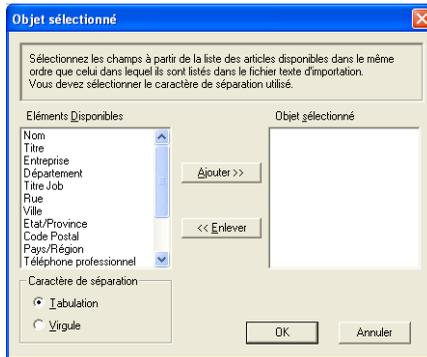 Objet sélectionné
Sélectionnez les champs à partir de la liste des articles disponibles dans le même
ordre que celui dans lequel ils sont listés dans le fichier texte d'importation.
Vous devez sélectionner le caractère de séparation utilisé.
Eléments Disponibles
Objet sélectionné
Nom
Titre
Entreprise
Département
Titre Job
Rue
Ville
Etat/Province
Code Postal
Pays/Région
Téléphone professionnel
Ajouter >>
<< Enlever
Caractère de séparation
Tabulation
Virgule
OK
Annuler